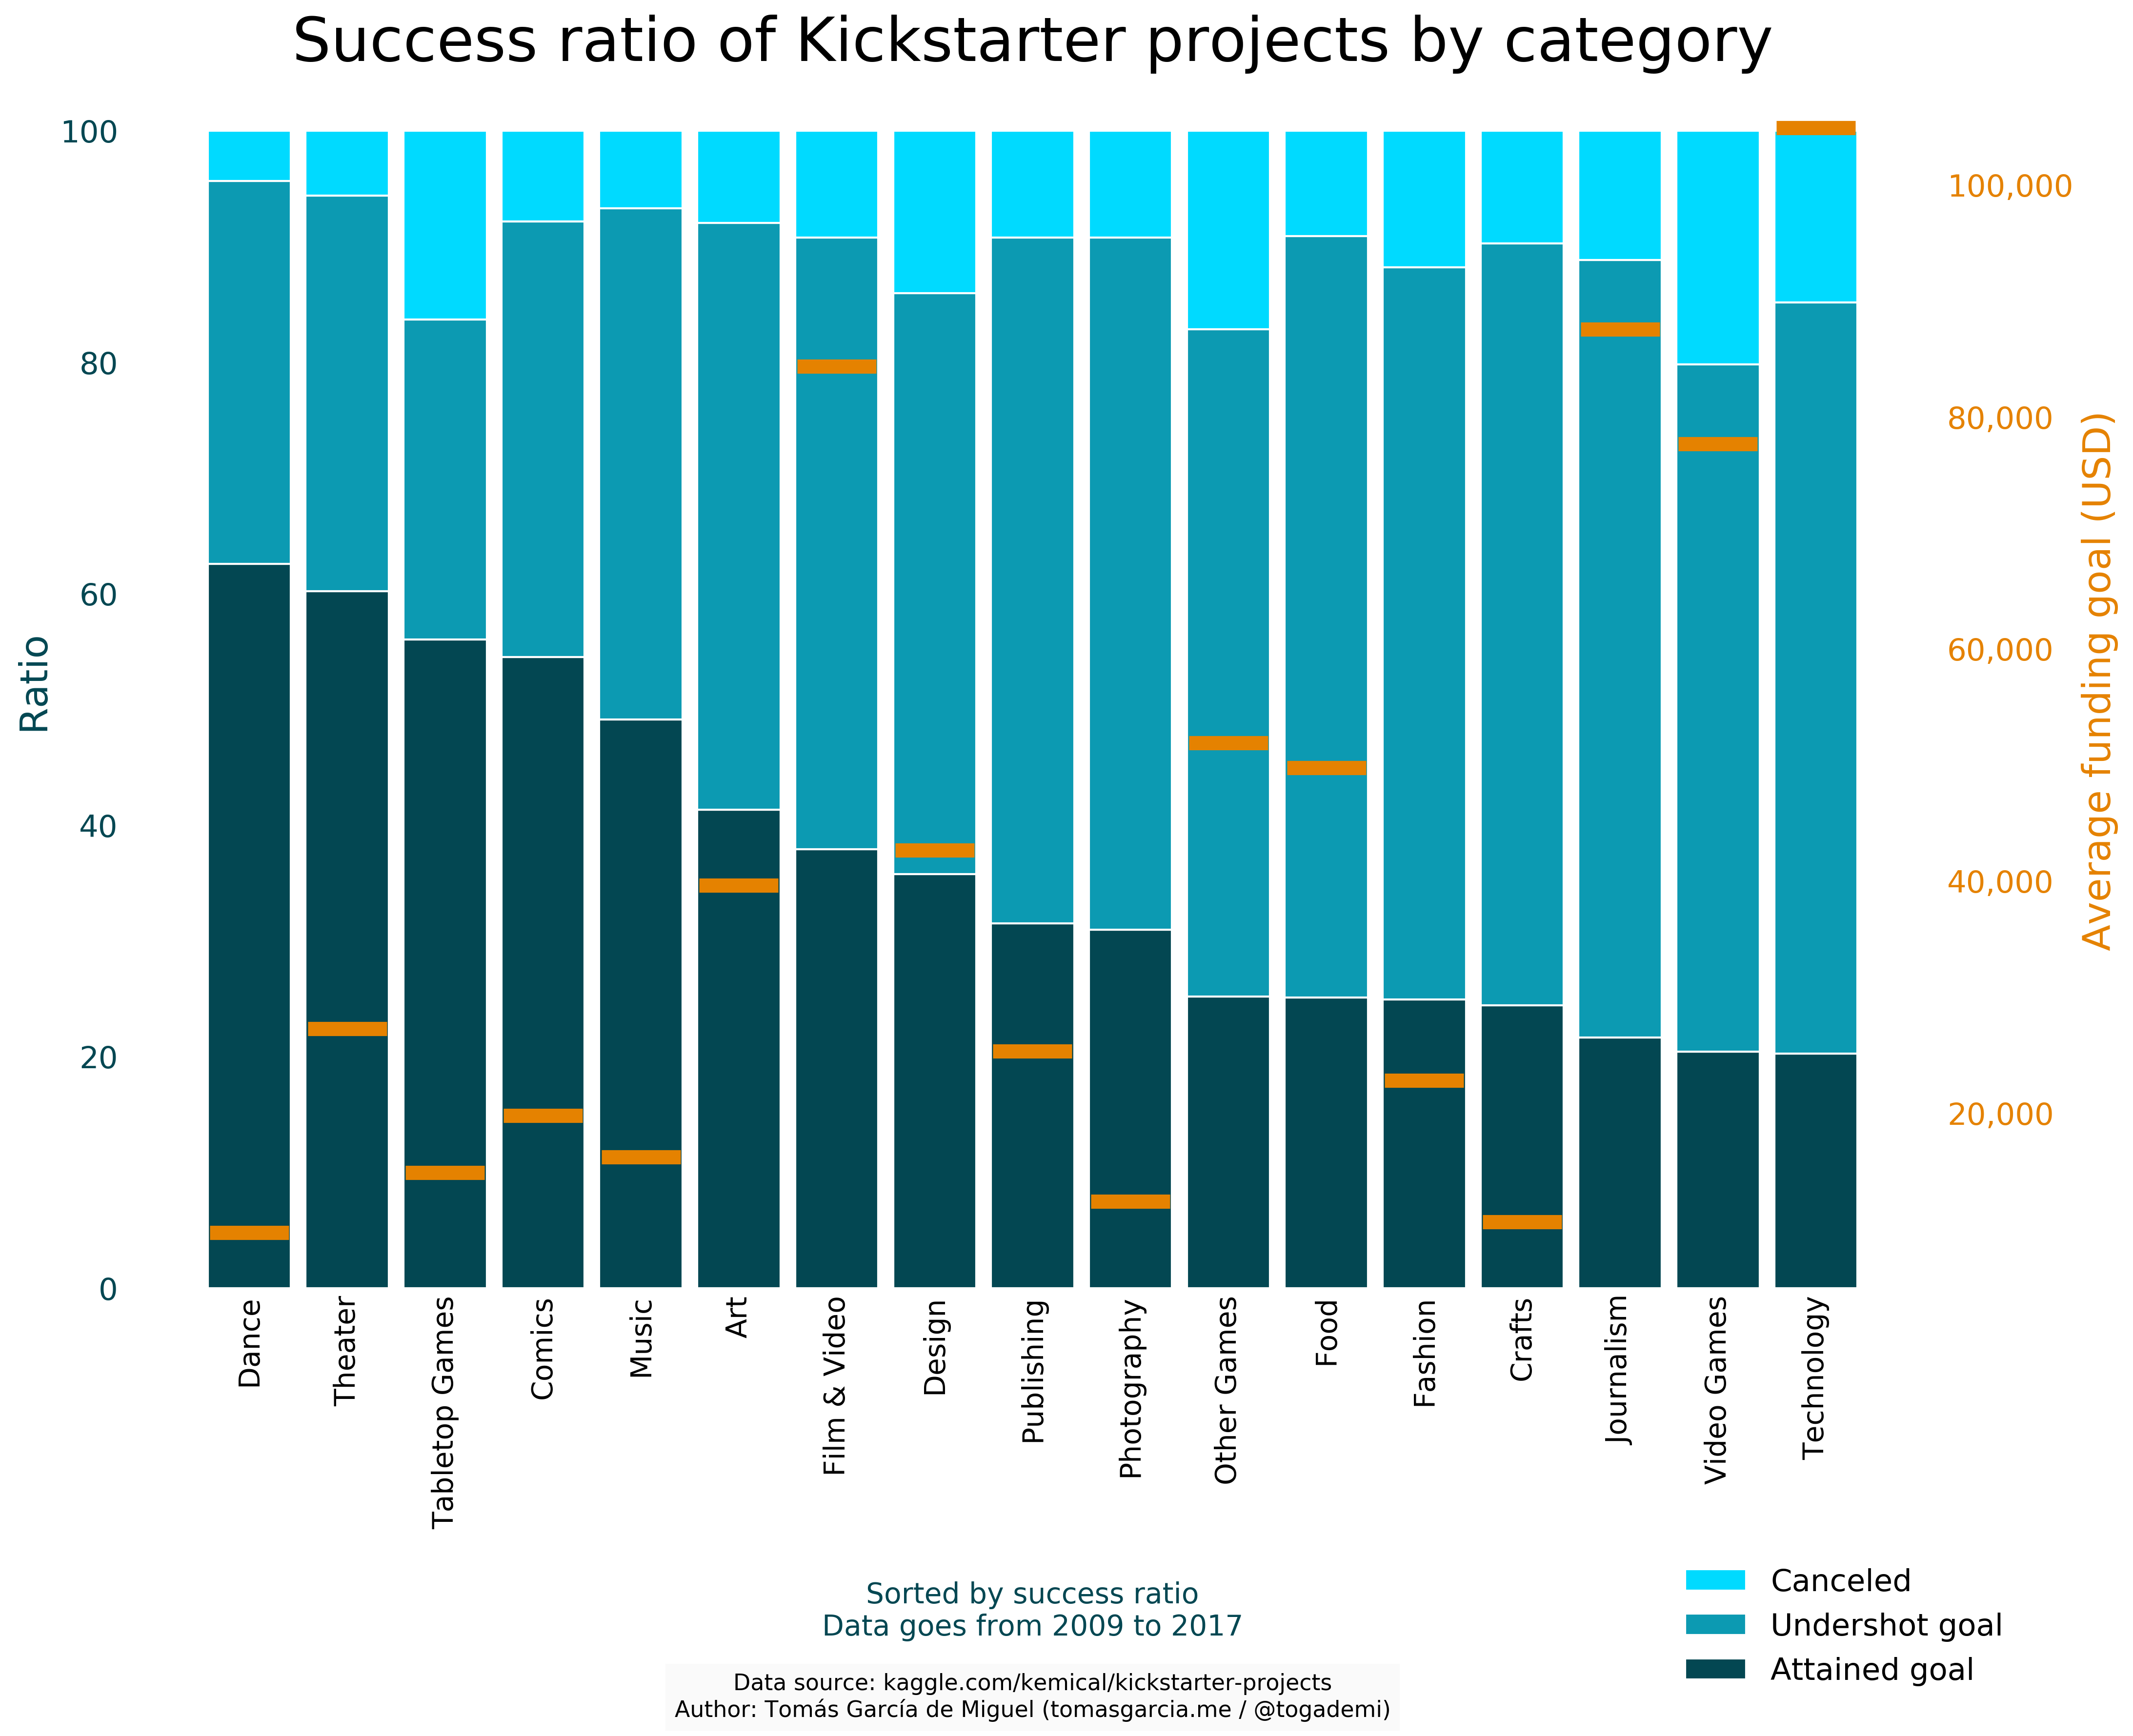 Success ratio of Kickstarter projects by category
100
80
60
40
20
0
Ratio
100,000
80,000
60,000
40,000
20,000
Average funding goal (USD)
Dance
Theater
Tabletop Games
Comics
Music
Art
Film & Video
Design
Publishing
Photography
Other Games
Food
Fashion
Crafts
Journalism
Video Games
Technology
Sorted by success ratio
Data goes from 2009 to 2017
Canceled
Undershot goal
Attained goal
Data source: kaggle.com/kemical/kickstarter-projects
Author: Tomás García de Miguel (tomasgarcia.me / @togademi)